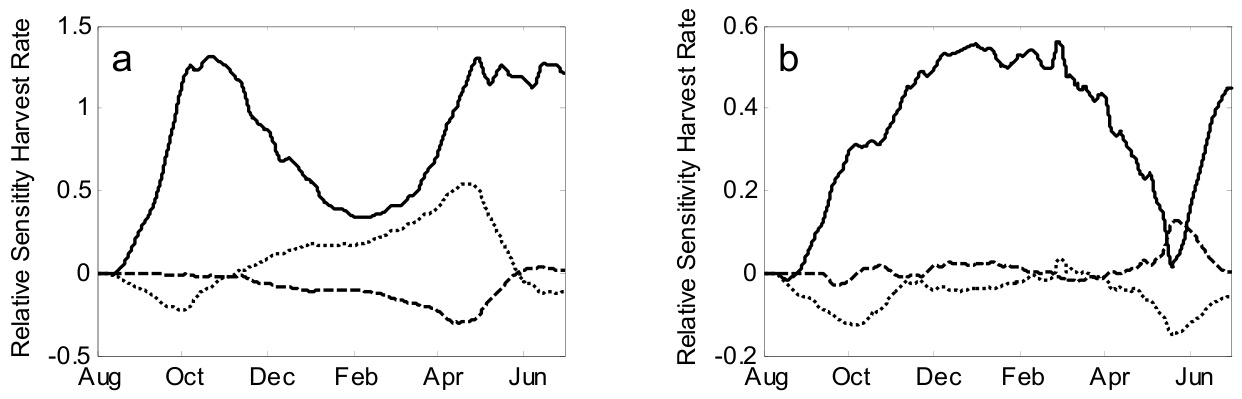 Relative Sensitity Harvest Rate
a
1.5
1
0.5
0
-0.5
Aug Oct Dec Feb Apr Jun
Relative Sensitivity Harvest Rate
b
0.6
0.4
0.2
0
-0.2
Aug Oct Dec Feb Apr Jun